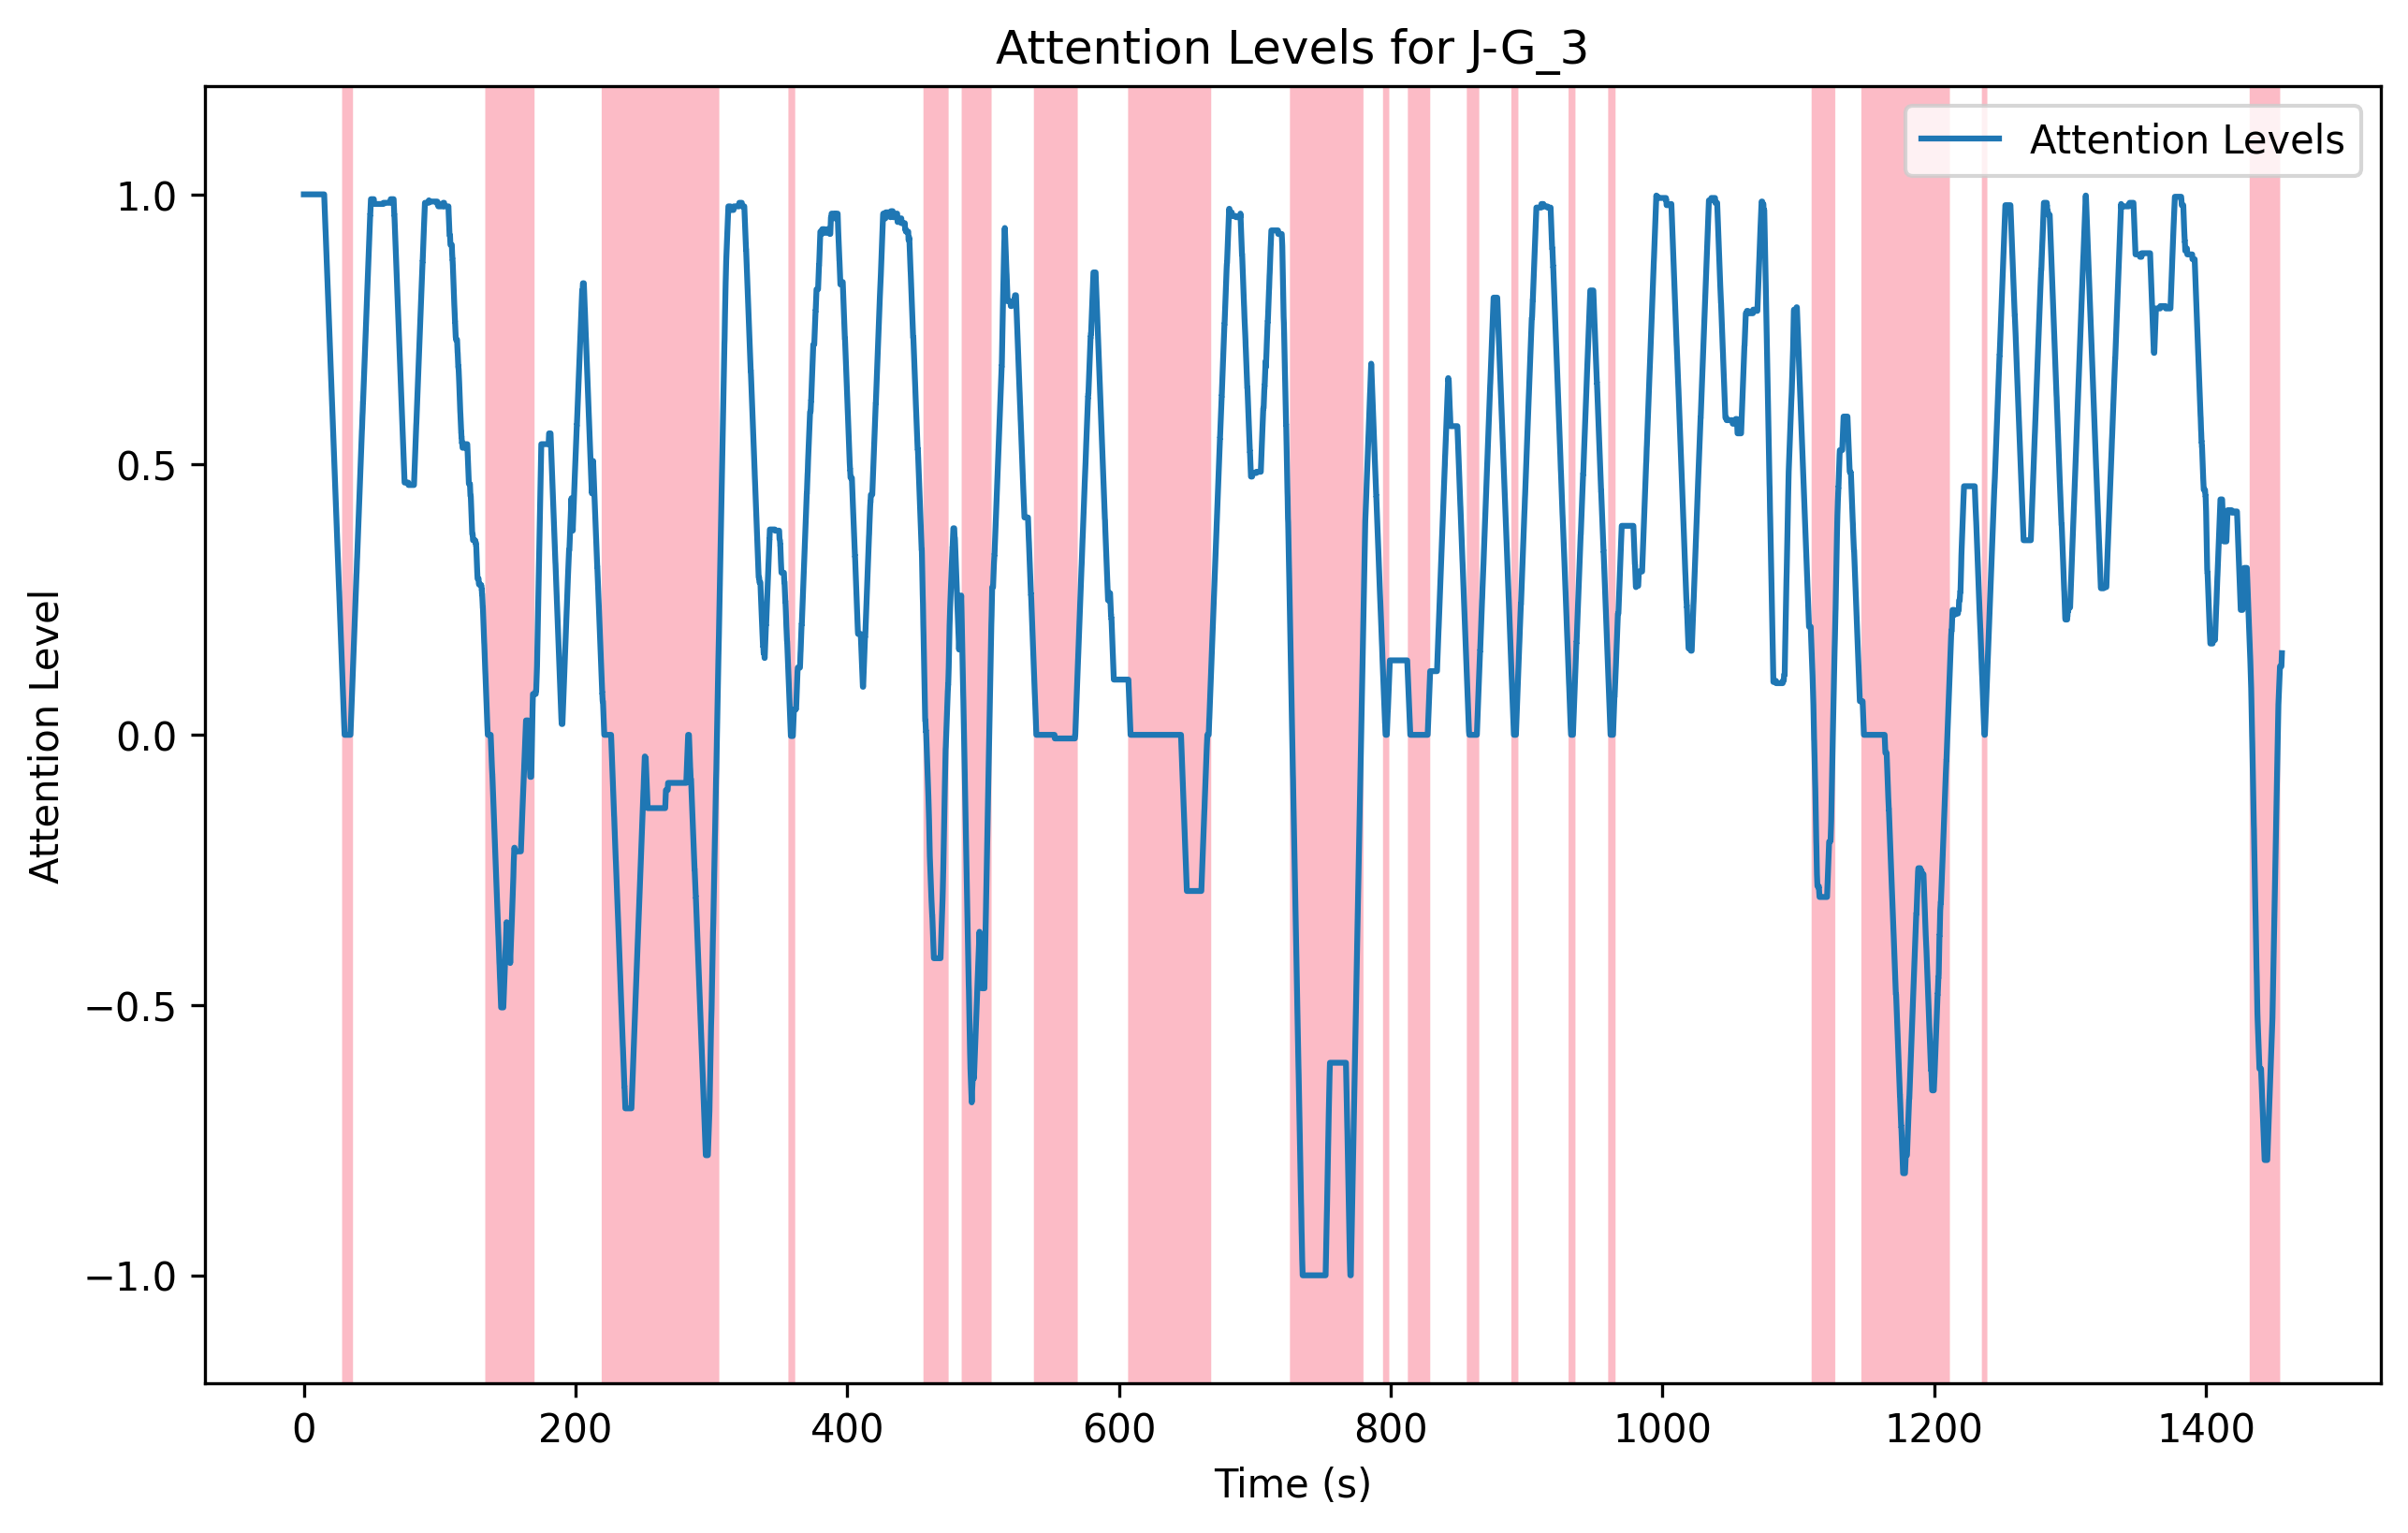 Attention Levels for J-G_3
Attention Levels
1.0
0.5
0.0
−0.5
−1.0
Attention Level
0 200 400 600 800 1000 1200 1400
Time (s)